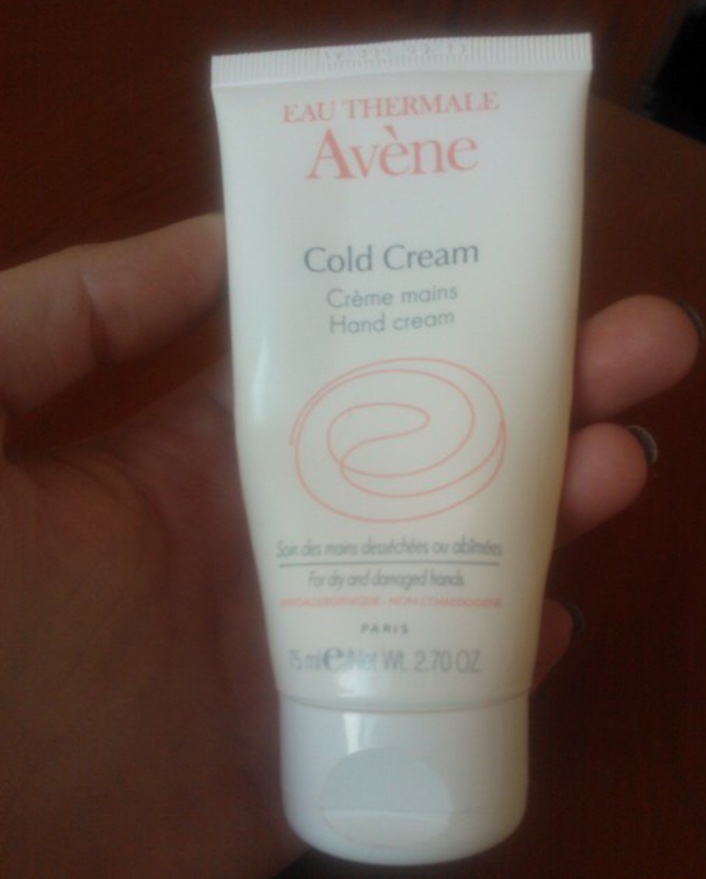 EAU THERMALE
Avène
Cold Cream
Crème mains
Hand cream
Soin des mains desséchées ou abîmées
For dry and damaged hands
HYPOALLERGÉNIQUE - NON COMÉDOGÈNE
PARIS
75 ml e Net Wt. 2.70 OZ.